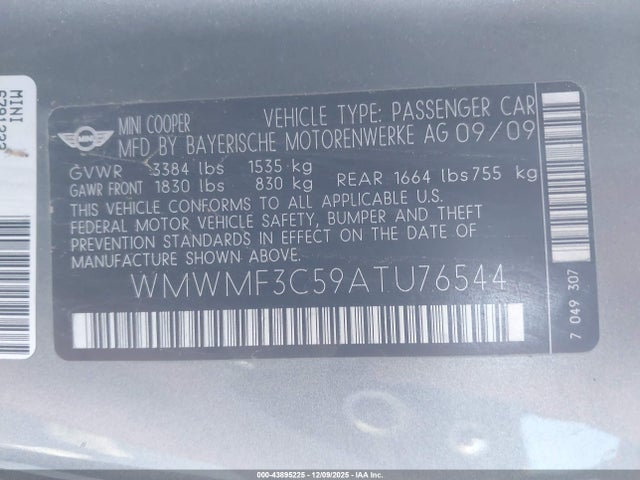 MINI COOPER VEHICLE TYPE: PASSENGER CAR
MFD BY BAYERISCHE MOTORENWERKE AG 09/09
GVWR 3384 lbs 1535 kg
GAWR FRONT 1830 lbs 830 kg REAR 1664 lbs 755 kg
THIS VEHICLE CONFORMS TO ALL APPLICABLE U.S.
FEDERAL MOTOR VEHICLE SAFETY, BUMPER AND THEFT
PREVENTION STANDARDS IN EFFECT ON THE DATE OF
MANUFACTURE SHOWN ABOVE.
WMWMF3C59ATU76544
7 049 307
MINI
000-43895225 - 12/09/2025 - IAA Inc.